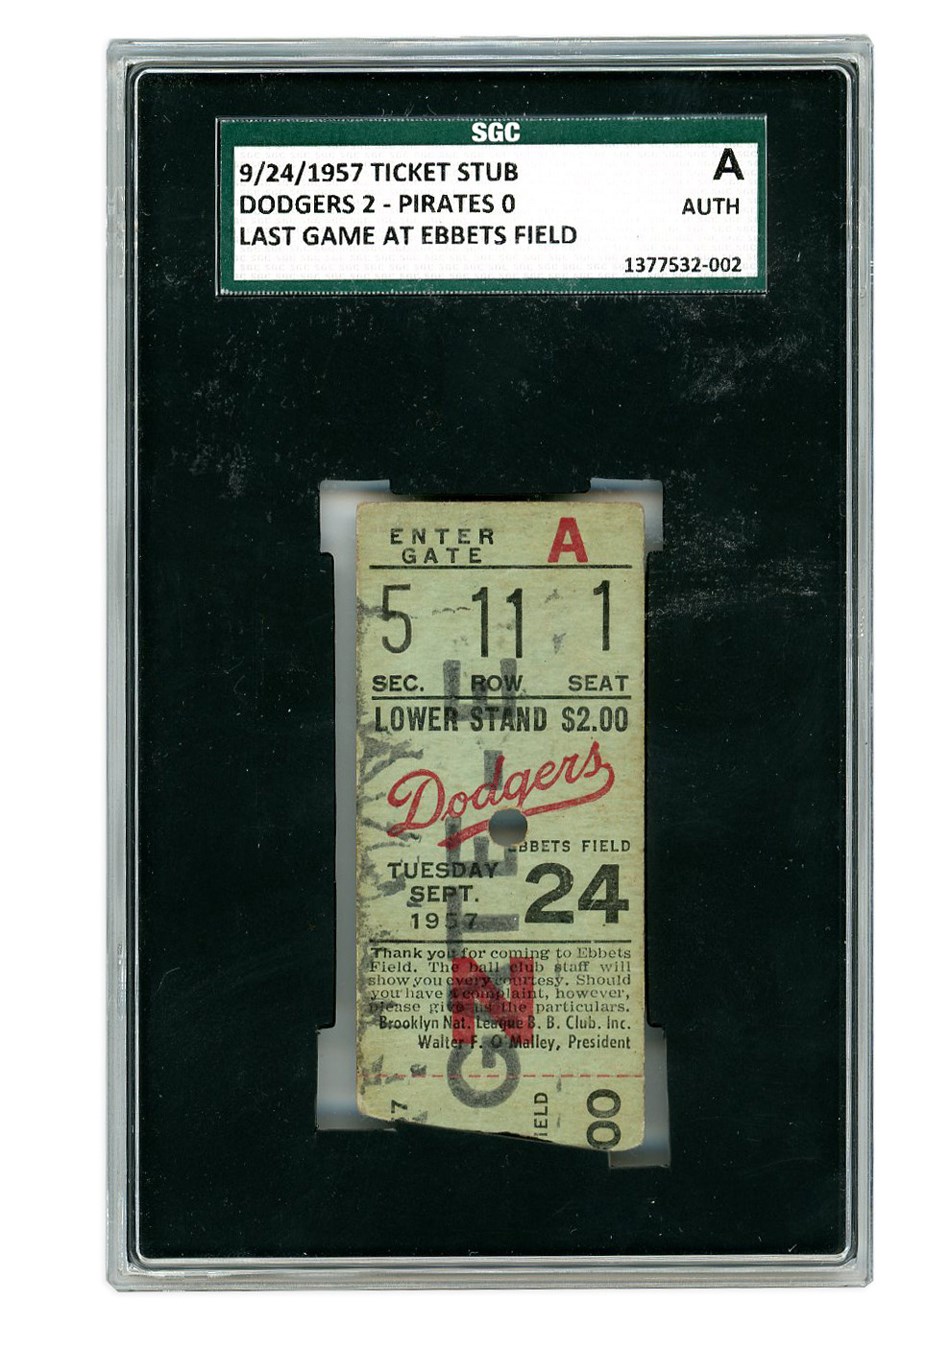 SGC
9/24/1957 TICKET STUB
A
DODGERS 2 - PIRATES 0
AUTH
LAST GAME AT EBBETS FIELD
1377532-002
ENTER
GATE
A
5 11 1
SEC. ROW SEAT
LOWER STAND $2.00
Dodgers
EBBETS FIELD
TUESDAY
SEPT. 24
1957
Thank you for coming to Ebbets
Field. The ball club staff will
show you every courtesy. Should
you have a complaint, however,
please give us the particulars.
Brooklyn Nat. League B. B. Club. Inc.
Walter F. O'Malley, President
N
7
IELD
00